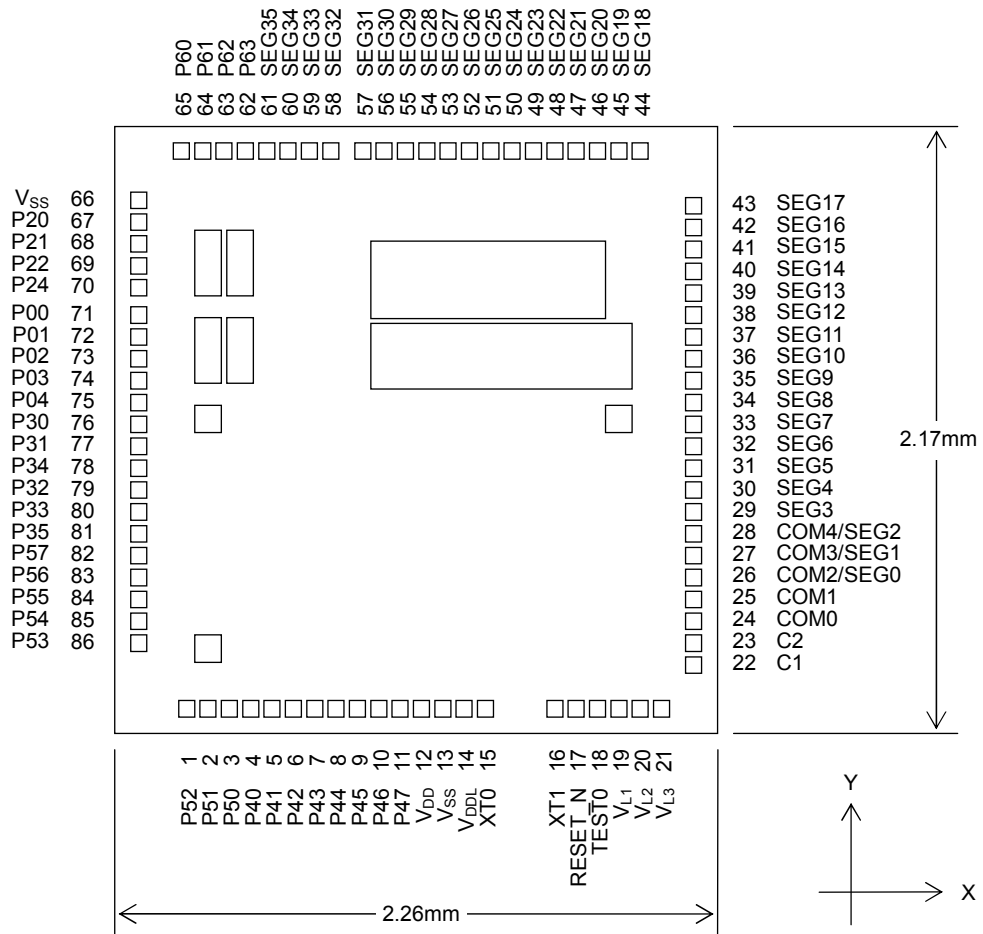 65 P60
64 P61
63 P62
62 P63
61 SEG35
60 SEG34
59 SEG33
58 SEG32
57 SEG31
56 SEG30
55 SEG29
54 SEG28
53 SEG27
52 SEG26
51 SEG25
50 SEG24
49 SEG23
48 SEG22
47 SEG21
46 SEG20
45 SEG19
44 SEG18
VSS 66
P20 67
P21 68
P22 69
P24 70
P00 71
P01 72
P02 73
P03 74
P04 75
P30 76
P31 77
P34 78
P32 79
P33 80
P35 81
P57 82
P56 83
P55 84
P54 85
P53 86
43 SEG17
42 SEG16
41 SEG15
40 SEG14
39 SEG13
38 SEG12
37 SEG11
36 SEG10
35 SEG9
34 SEG8
33 SEG7
32 SEG6
31 SEG5
30 SEG4
29 SEG3
28 COM4/SEG2
27 COM3/SEG1
26 COM2/SEG0
25 COM1
24 COM0
23 C2
22 C1
2.17mm
P52 1
P51 2
P50 3
P40 4
P41 5
P42 6
P43 7
P44 8
P45 9
P46 10
P47 11
VDD 12
VSS 13
VDDL 14
XT0 15
XT1 16
RESET_N 17
TEST0 18
VL1 19
VL2 20
VL3 21
Y
X
2.26mm